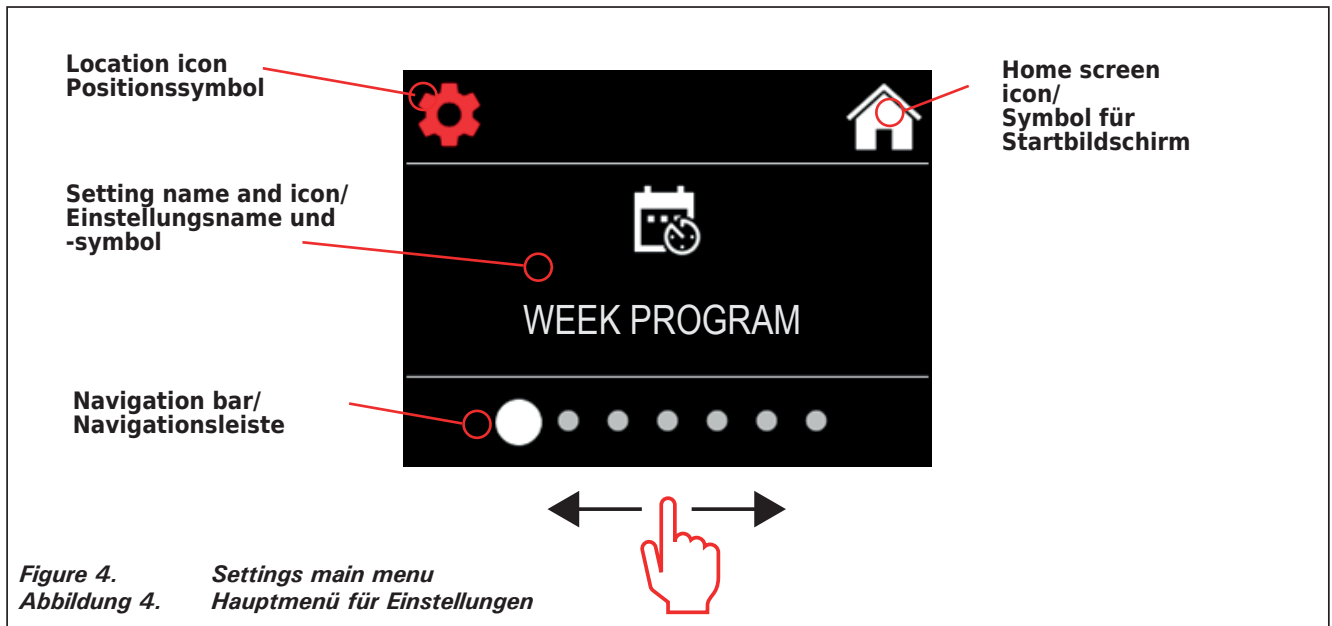 Location icon
Positionssymbol
Home screen
icon/
Symbol für
Startbildschirm
Setting name and icon/
Einstellungsname und
-symbol
WEEK PROGRAM
Navigation bar/
Navigationsleiste
Figure 4. Settings main menu
Abbildung 4. Hauptmenü für Einstellungen